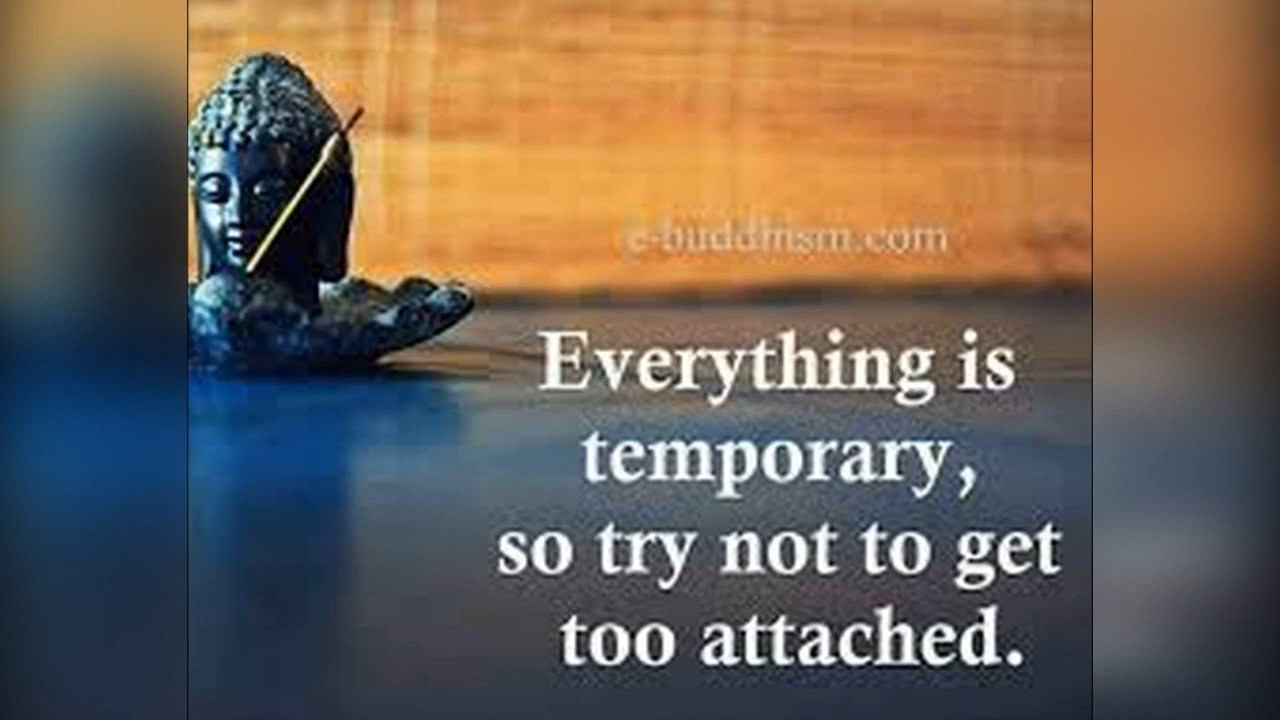 e-buddhism.com
Everything is
temporary,
so try not to get
too attached.